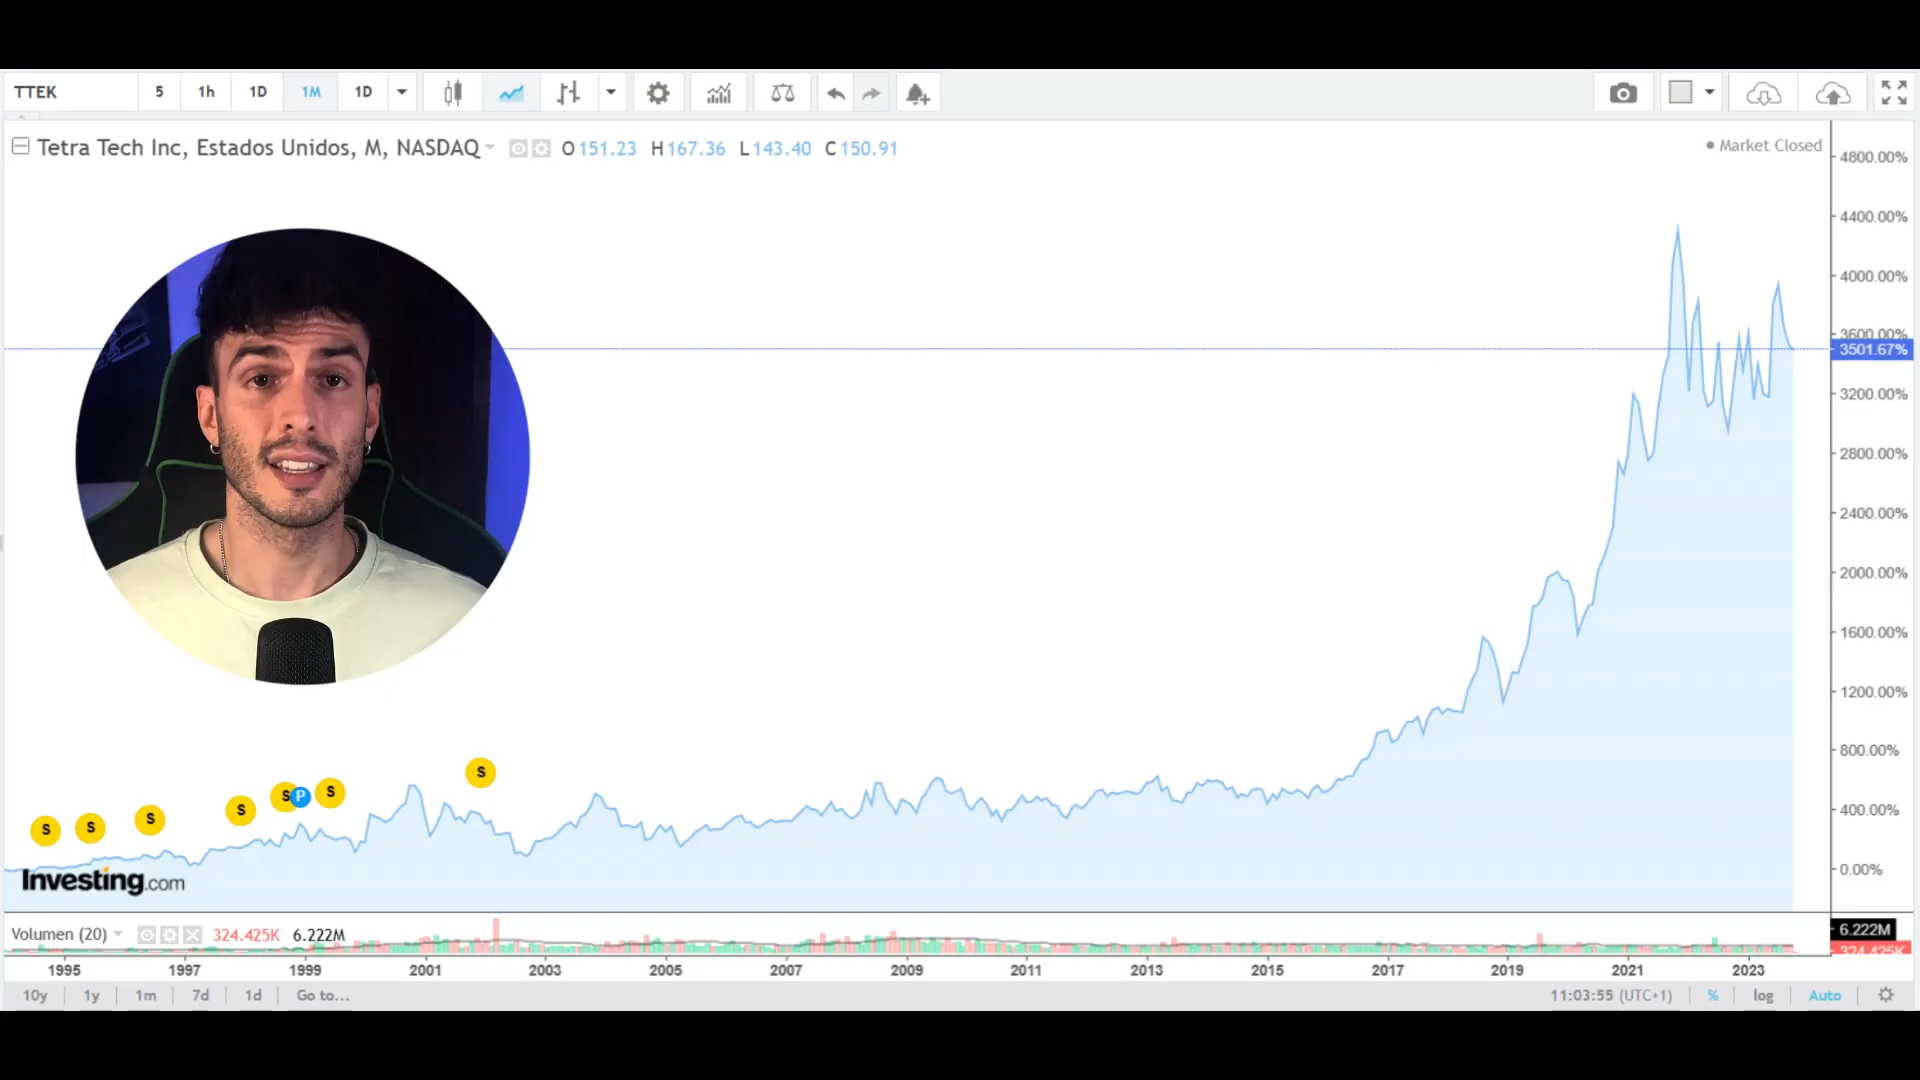 TTEK 5 1h 1D 1M 1D
Tetra Tech Inc, Estados Unidos, M, NASDAQ O 151.23 H 167.36 L 143.40 C 150.91
Market Closed
4800.00%
4400.00%
4000.00%
3600.00%
3501.67%
3200.00%
2800.00%
2400.00%
2000.00%
1600.00%
1200.00%
800.00%
400.00%
0.00%
S S S S S P S S
Investing.com
Volumen (20) 324.425K 6.222M
6.222M
324.425K
1995 1997 1999 2001 2003 2005 2007 2009 2011 2013 2015 2017 2019 2021 2023
10y 1y 1m 7d 1d Go to... 11:03:55 (UTC+1) % log Auto